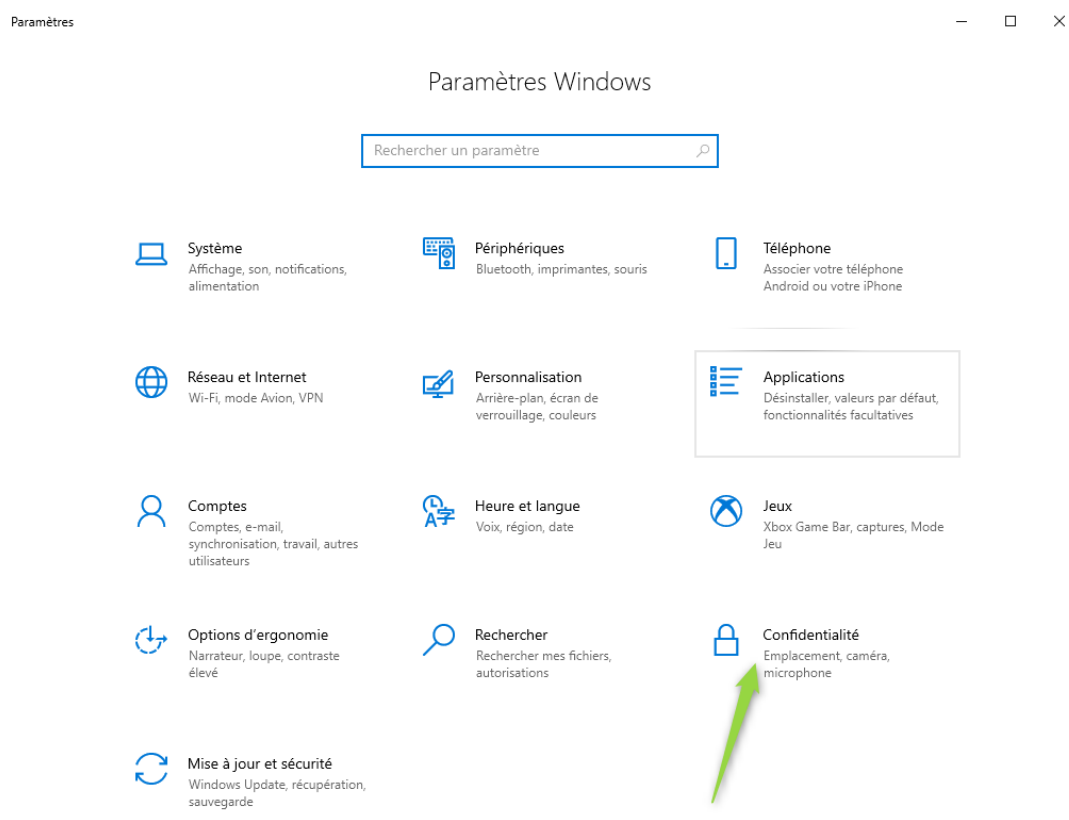 Paramètres
Paramètres Windows
Rechercher un paramètre
Système
Affichage, son, notifications,
alimentation
Périphériques
Bluetooth, imprimantes, souris
Téléphone
Associer votre téléphone
Android ou votre iPhone
Réseau et Internet
Wi-Fi, mode Avion, VPN
Personnalisation
Arrière-plan, écran de
verrouillage, couleurs
Applications
Désinstaller, valeurs par défaut,
fonctionnalités facultatives
Comptes
Comptes, e-mail,
synchronisation, travail, autres
utilisateurs
Heure et langue
Voix, région, date
Jeux
Xbox Game Bar, captures, Mode
Jeu
Options d’ergonomie
Narrateur, loupe, contraste
élevé
Rechercher
Rechercher mes fichiers,
autorisations
Confidentialité
Emplacement, caméra,
microphone
Mise à jour et sécurité
Windows Update, récupération,
sauvegarde